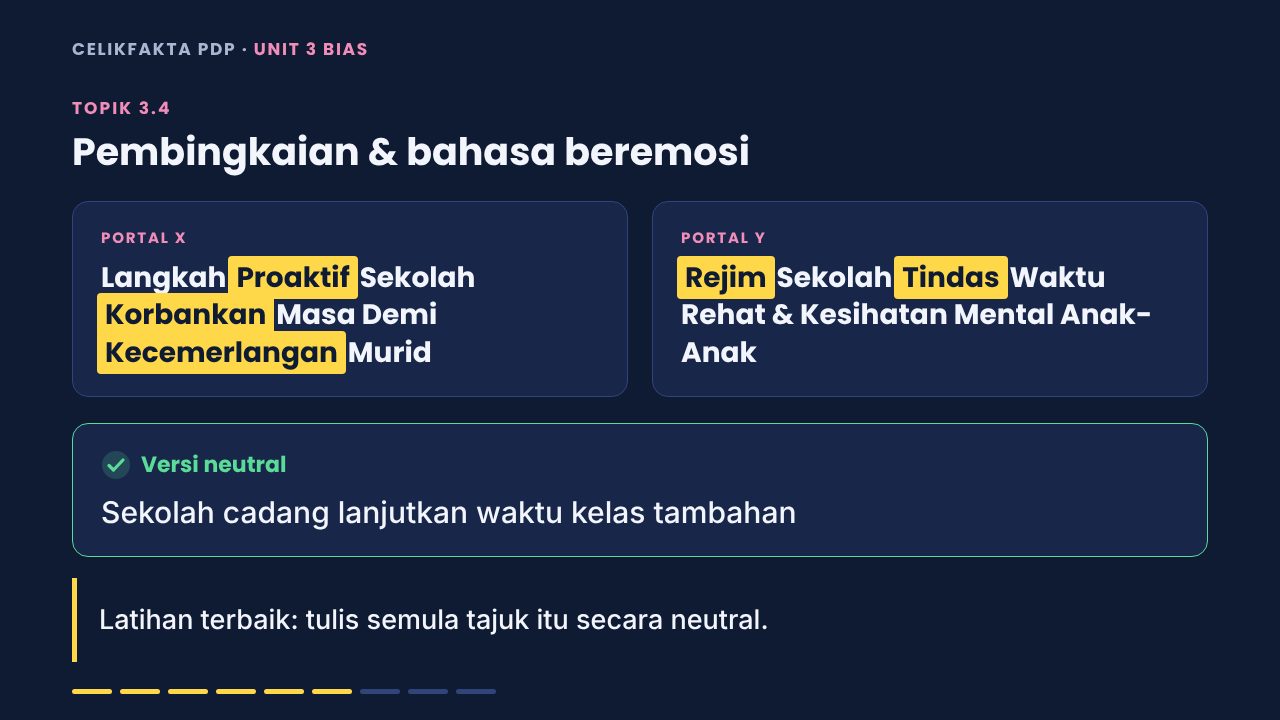 CELIKFAKTA PDP · UNIT 3 BIAS
TOPIK 3.4
Pembingkaian & bahasa beremosi
PORTAL X
Langkah Proaktif Sekolah
Korbankan Masa Demi
Kecemerlangan Murid
PORTAL Y
Rejim Sekolah Tindas Waktu
Rehat & Kesihatan Mental Anak-
Anak
Versi neutral
Sekolah cadang lanjutkan waktu kelas tambahan
Latihan terbaik: tulis semula tajuk itu secara neutral.